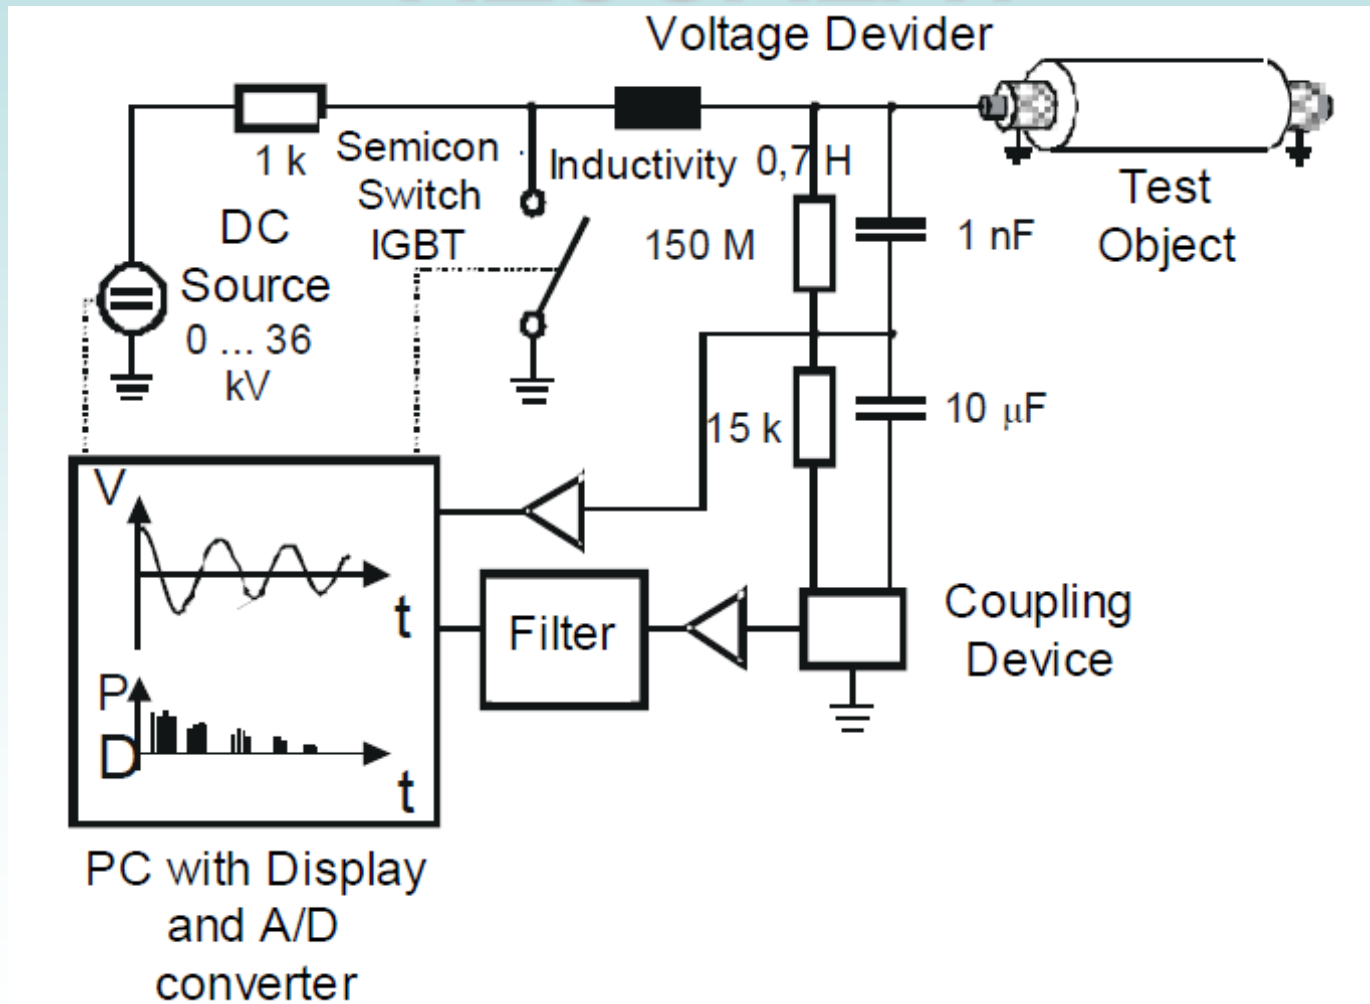 Voltage Devider
1 k
Semicon
Switch
IGBT
Inductivity 0,7 H
DC
Source
0 ... 36
kV
150 M
1 nF
Test
Object
15 k
10 μF
V
t
Filter
Coupling
Device
P
D
t
PC with Display
and A/D
converter